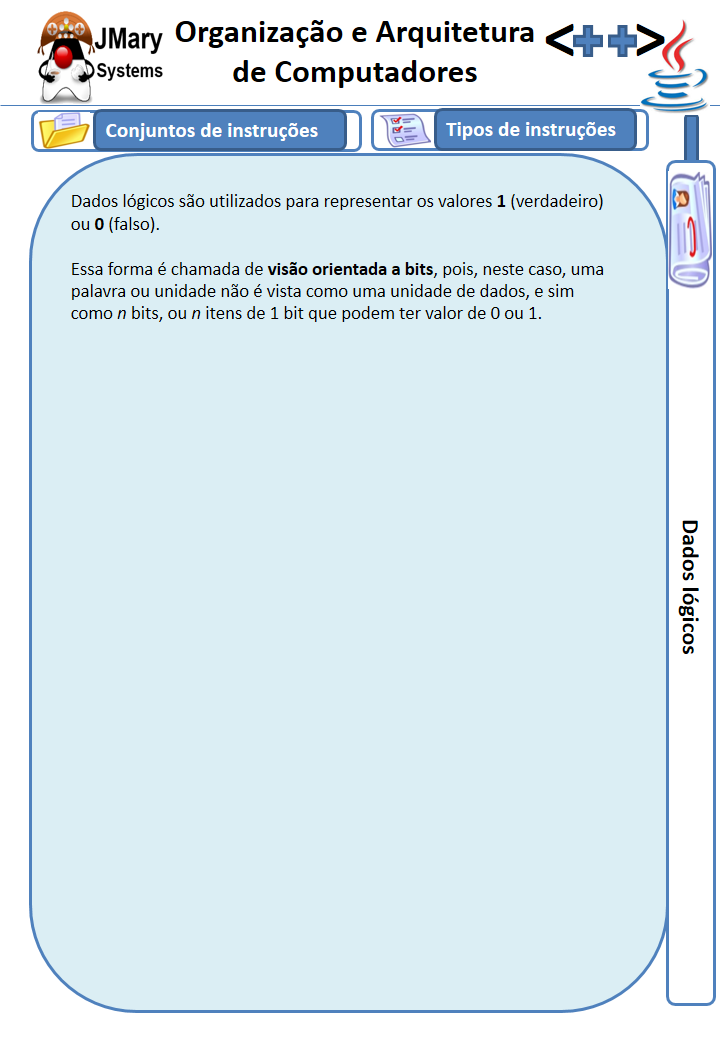 JMary
Systems
Organização e Arquitetura
de Computadores
<++>
Conjuntos de instruções
Tipos de instruções
Dados lógicos são utilizados para representar os valores 1 (verdadeiro)
ou 0 (falso).
Essa forma é chamada de visão orientada a bits, pois, neste caso, uma
palavra ou unidade não é vista como uma unidade de dados, e sim
como n bits, ou n itens de 1 bit que podem ter valor de 0 ou 1.
Dados lógicos